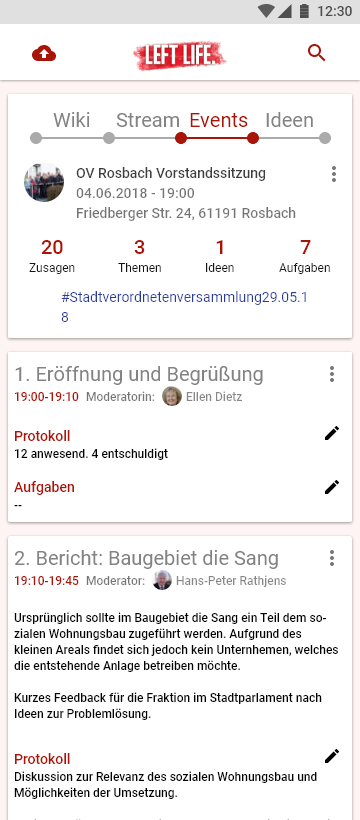 12:30
LEFT LIFE.
Wiki Stream Events Ideen
OV Rosbach Vorstandssitzung
04.06.2018 - 19:00
Friedberger Str. 24, 61191 Rosbach
20 3 1 7
Zusagen Themen Ideen Aufgaben
#Stadtverordnetenversammlung29.05.1
8
1. Eröffnung und Begrüßung
19:00-19:10 Moderatorin: Ellen Dietz
Protokoll
12 anwesend. 4 entschuldigt
Aufgaben
--
2. Bericht: Baugebiet die Sang
19:10-19:45 Moderator: Hans-Peter Rathjens
Ursprünglich sollte im Baugebiet die Sang ein Teil dem so-
zialen Wohnungsbau zugeführt werden. Aufgrund des
kleinen Areals findet sich jedoch kein Unternhemen, welches
die entstehende Anlage betreiben möchte.
Kurzes Feedback für die Fraktion im Stadtparlament nach
Ideen zur Problemlösung.
Protokoll
Diskussion zur Relevanz des sozialen Wohnungsbau und
Möglichkeiten der Umsetzung.